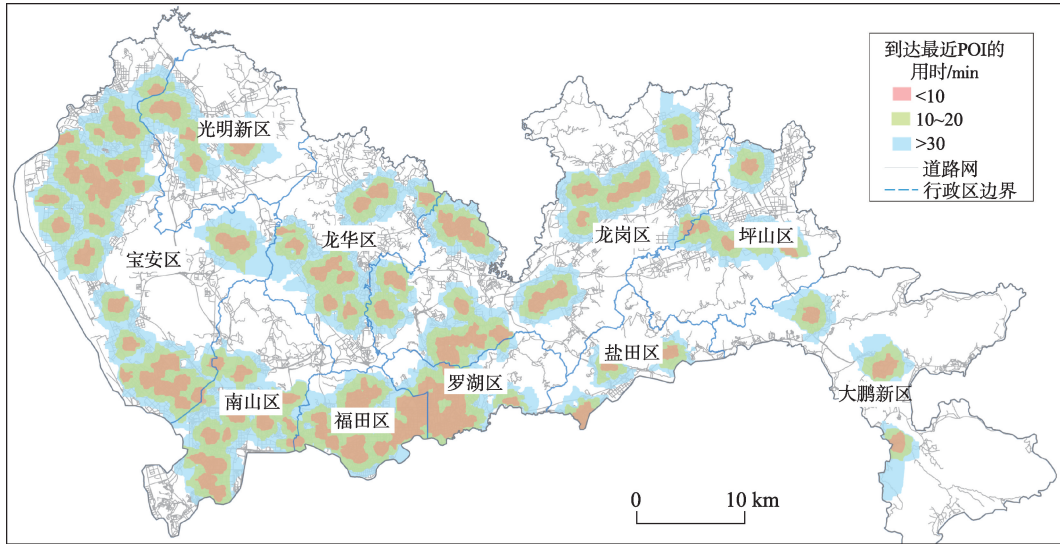 到达最近POI的
用时/min
<10
10~20
>30
道路网
行政区边界
光明新区
龙华区
宝安区
龙岗区
坪山区
盐田区
罗湖区
大鹏新区
南山区
福田区
0 10 km